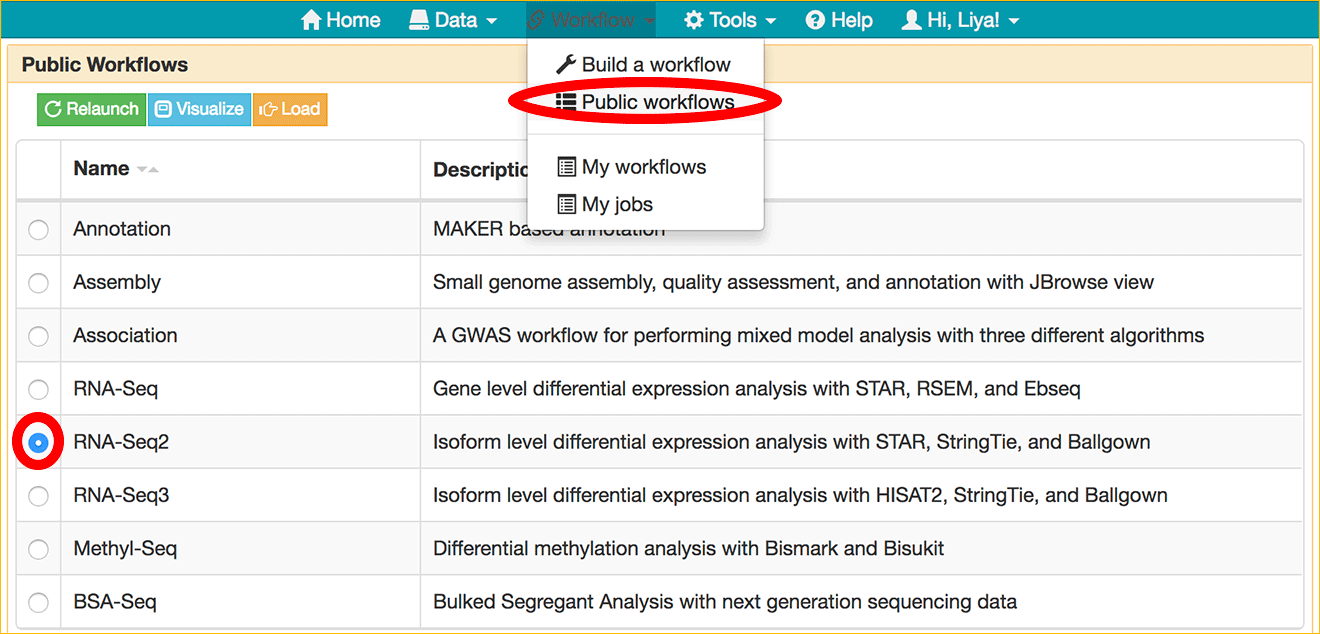 Home Data Workflow Tools Help Hi, Liya!
Public Workflows
Build a workflow
Public workflows
My workflows
My jobs
Relaunch Visualize Load
Name
Annotation MAKER based annotation
Assembly Small genome assembly, quality assessment, and annotation with JBrowse view
Association A GWAS workflow for performing mixed model analysis with three different algorithms
RNA-Seq Gene level differential expression analysis with STAR, RSEM, and Ebseq
RNA-Seq2 Isoform level differential expression analysis with STAR, StringTie, and Ballgown
RNA-Seq3 Isoform level differential expression analysis with HISAT2, StringTie, and Ballgown
Methyl-Seq Differential methylation analysis with Bismark and Bisukit
BSA-Seq Bulked Segregant Analysis with next generation sequencing data